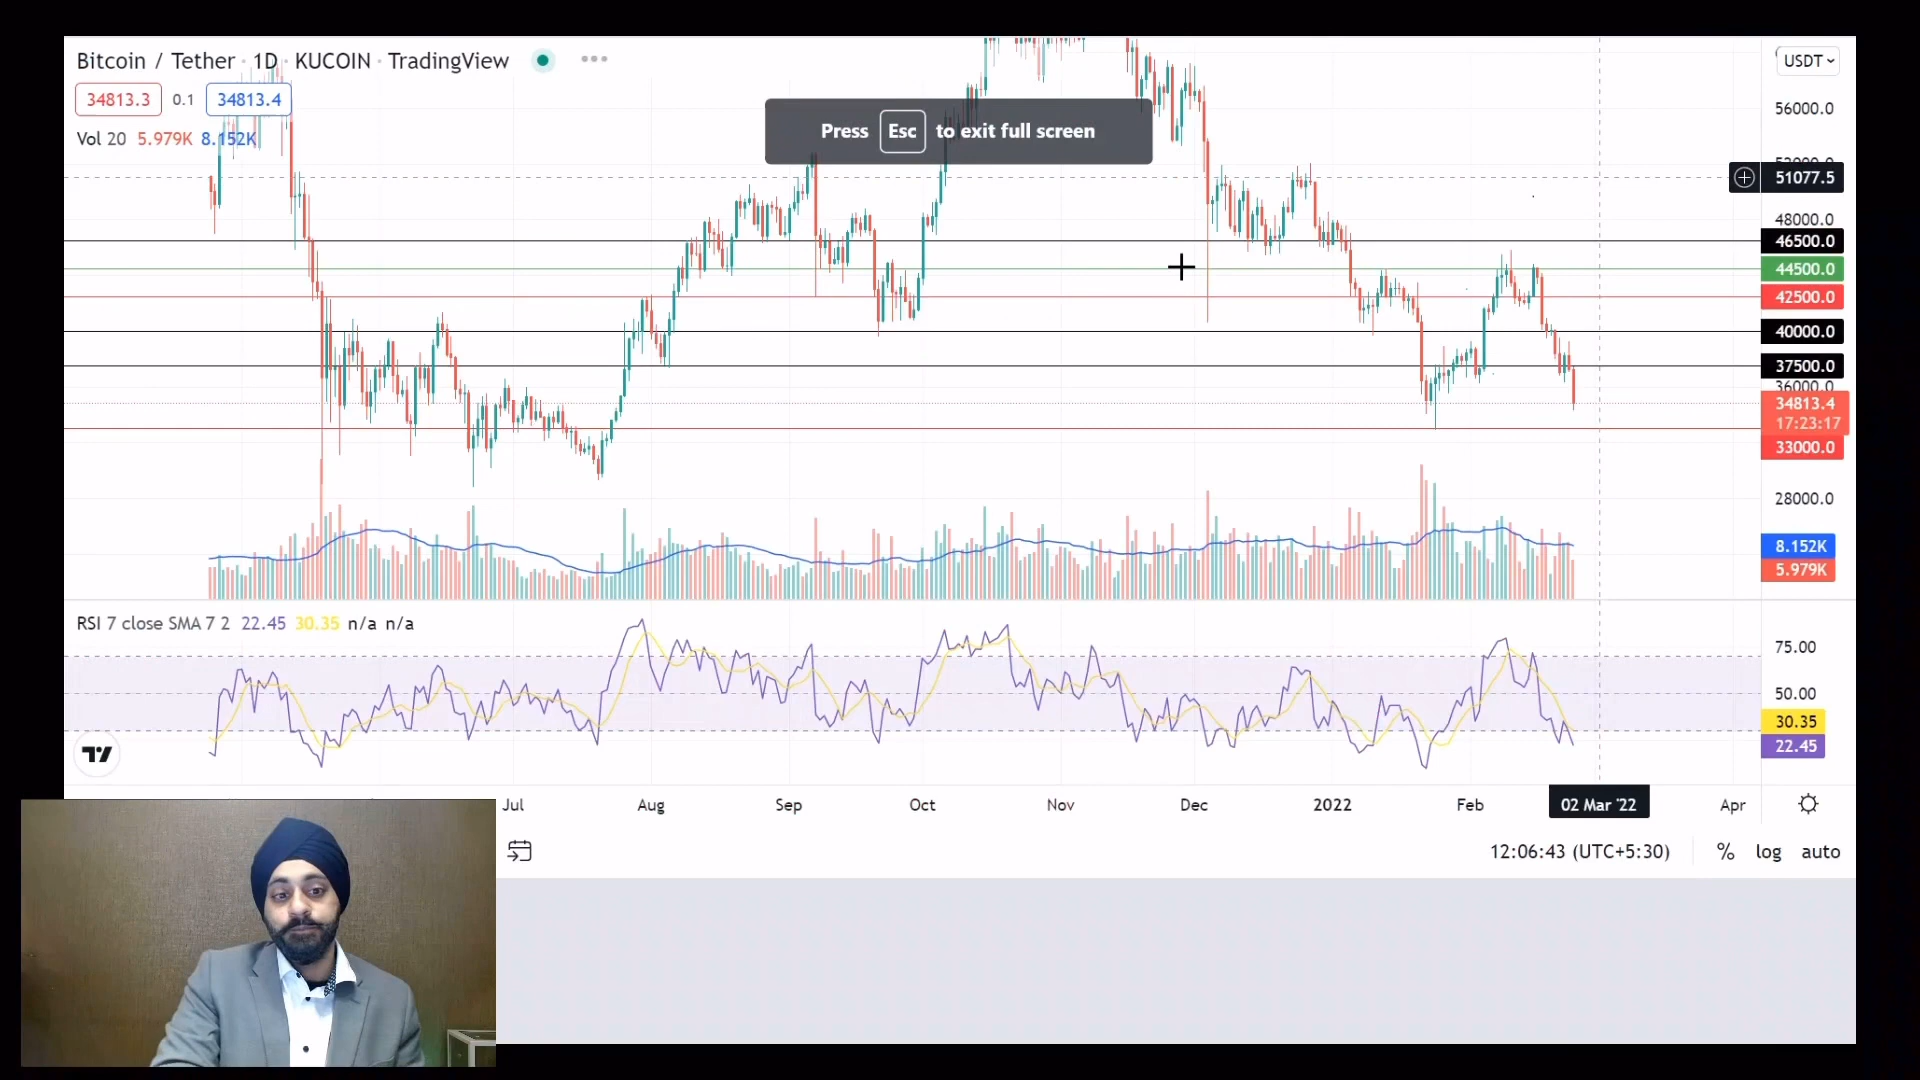 Bitcoin / Tether · 1D · KUCOIN · TradingView
USDT
34813.3 0.1 34813.4
Vol 20 5.979K 8.152K
Press Esc to exit full screen
56000.0
52000.0
51077.5
48000.0
46500.0
44500.0
42500.0
40000.0
37500.0
36000.0
34813.4
17:23:17
33000.0
28000.0
8.152K
5.979K
RSI 7 close SMA 7 2 22.45 30.35 n/a n/a
75.00
50.00
30.35
22.45
Jul Aug Sep Oct Nov Dec 2022 Feb 02 Mar '22 Apr
12:06:43 (UTC+5:30) % log auto